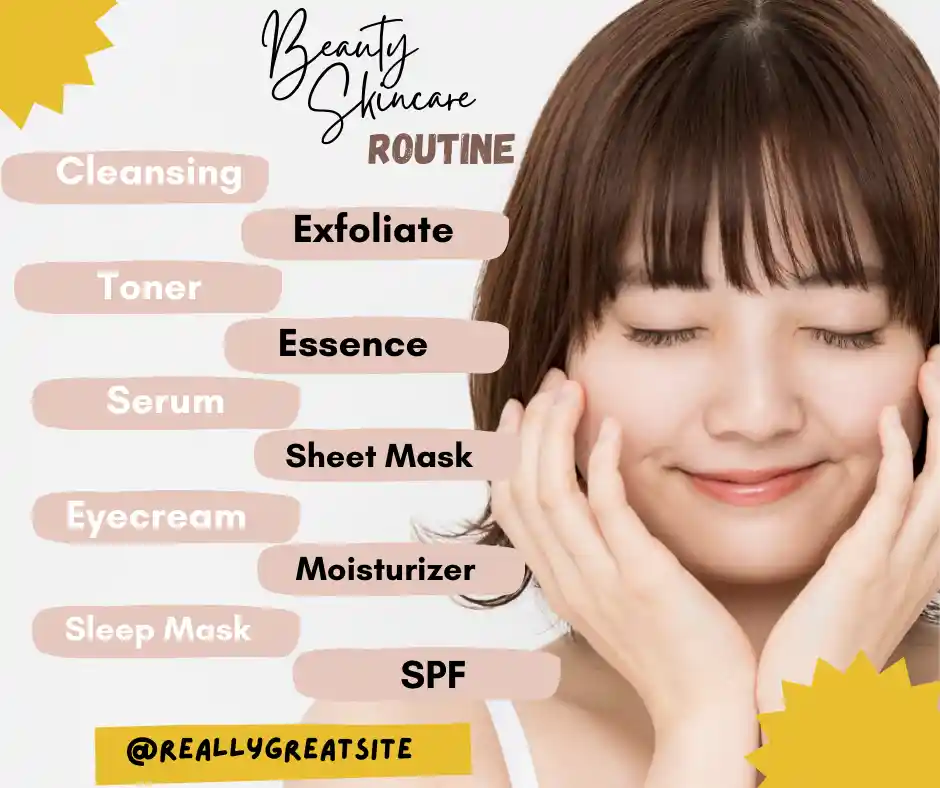 Beauty
Skincare
ROUTINE
Cleansing
Exfoliate
Toner
Essence
Serum
Sheet Mask
Eyecream
Moisturizer
Sleep Mask
SPF
@REALLYGREATSITE